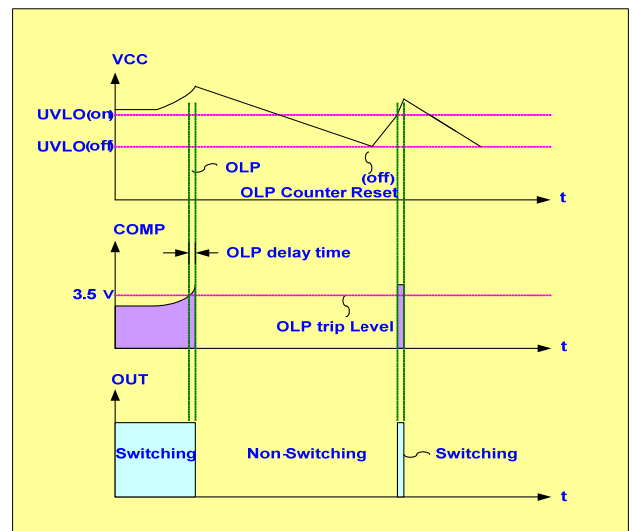 VCC
UVLO(on)
UVLO(off)
OLP
(off)
OLP Counter Reset
t
COMP
OLP delay time
3.5 V
OLP trip Level
t
OUT
Switching
Non-Switching
Switching
t